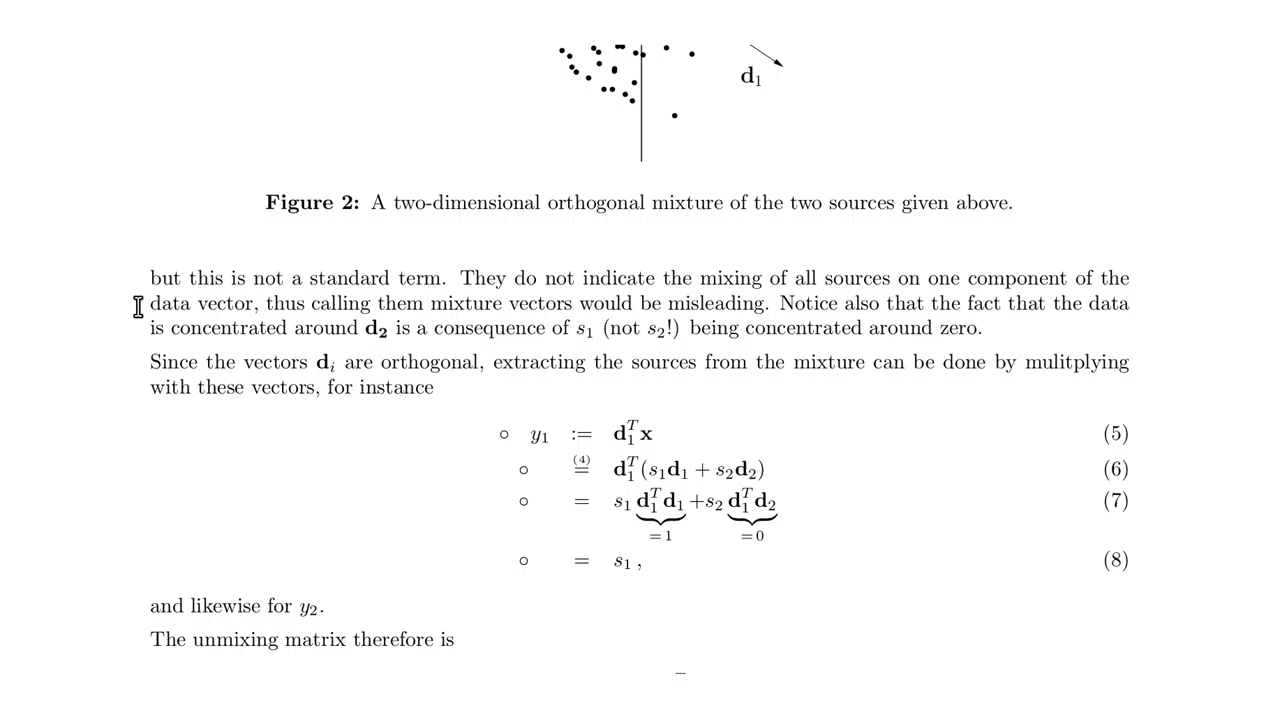 d₁
Figure 2: A two-dimensional orthogonal mixture of the two sources given above.
but this is not a standard term. They do not indicate the mixing of all sources on one component of the
data vector, thus calling them mixture vectors would be misleading. Notice also that the fact that the data
is concentrated around d₂ is a consequence of s₁ (not s₂!) being concentrated around zero.
Since the vectors dᵢ are orthogonal, extracting the sources from the mixture can be done by mulitplying
with these vectors, for instance
◦ y₁ := d₁ᵀx (5)
◦ (4)= d₁ᵀ(s₁d₁ + s₂d₂) (6)
◦ = s₁ d₁ᵀd₁ +s₂ d₁ᵀd₂ (7)
=1 =0
◦ = s₁ , (8)
and likewise for y₂.
The unmixing matrix therefore is